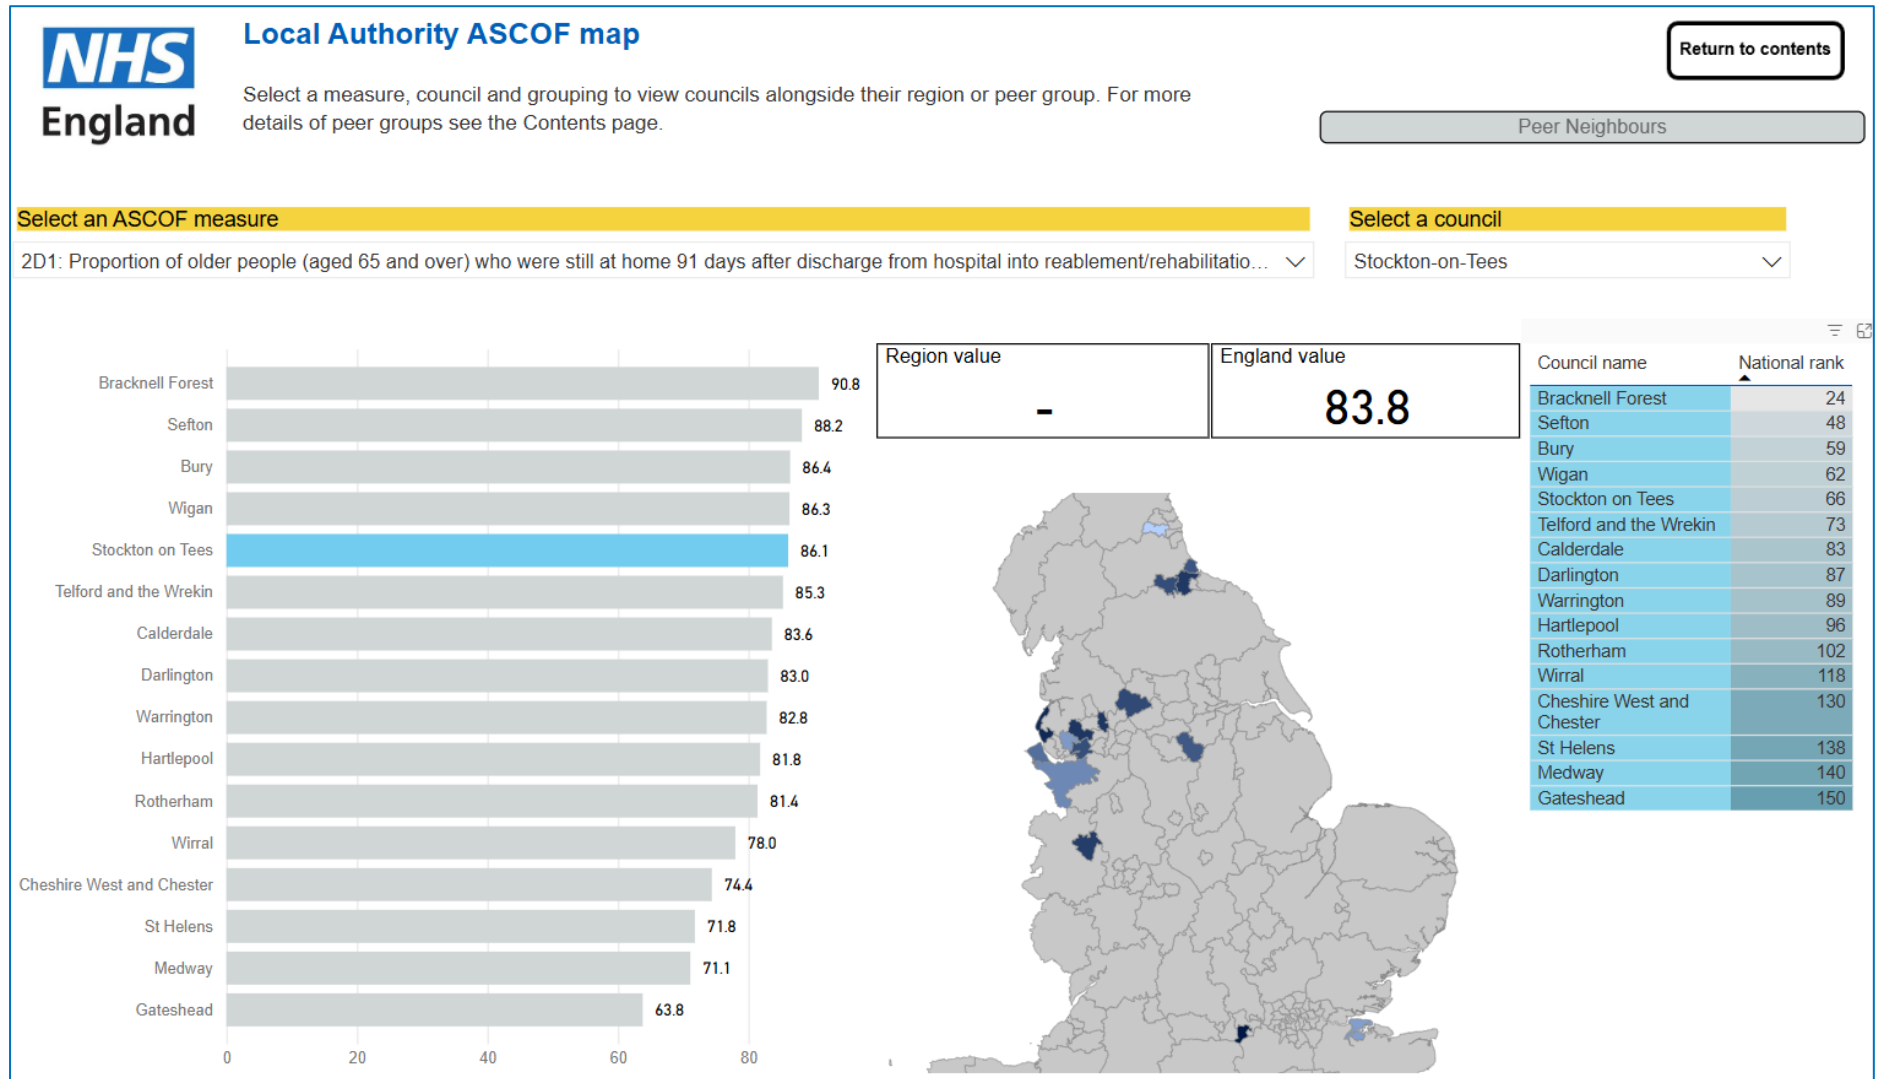 NHS
England
Local Authority ASCOF map
Select a measure, council and grouping to view councils alongside their region or peer group. For more
details of peer groups see the Contents page.
Return to contents
Peer Neighbours
Select an ASCOF measure
2D1: Proportion of older people (aged 65 and over) who were still at home 91 days after discharge from hospital into reablement/rehabilitatio...
Select a council
Stockton-on-Tees
Bracknell Forest 90.8
Sefton 88.2
Bury 86.4
Wigan 86.3
Stockton on Tees 86.1
Telford and the Wrekin 85.3
Calderdale 83.6
Darlington 83.0
Warrington 82.8
Hartlepool 81.8
Rotherham 81.4
Wirral 78.0
Cheshire West and Chester 74.4
St Helens 71.8
Medway 71.1
Gateshead 63.8
0 20 40 60 80
Region value
-
England value
83.8
Council name National rank
Bracknell Forest 24
Sefton 48
Bury 59
Wigan 62
Stockton on Tees 66
Telford and the Wrekin 73
Calderdale 83
Darlington 87
Warrington 89
Hartlepool 96
Rotherham 102
Wirral 118
Cheshire West and 130
Chester
St Helens 138
Medway 140
Gateshead 150